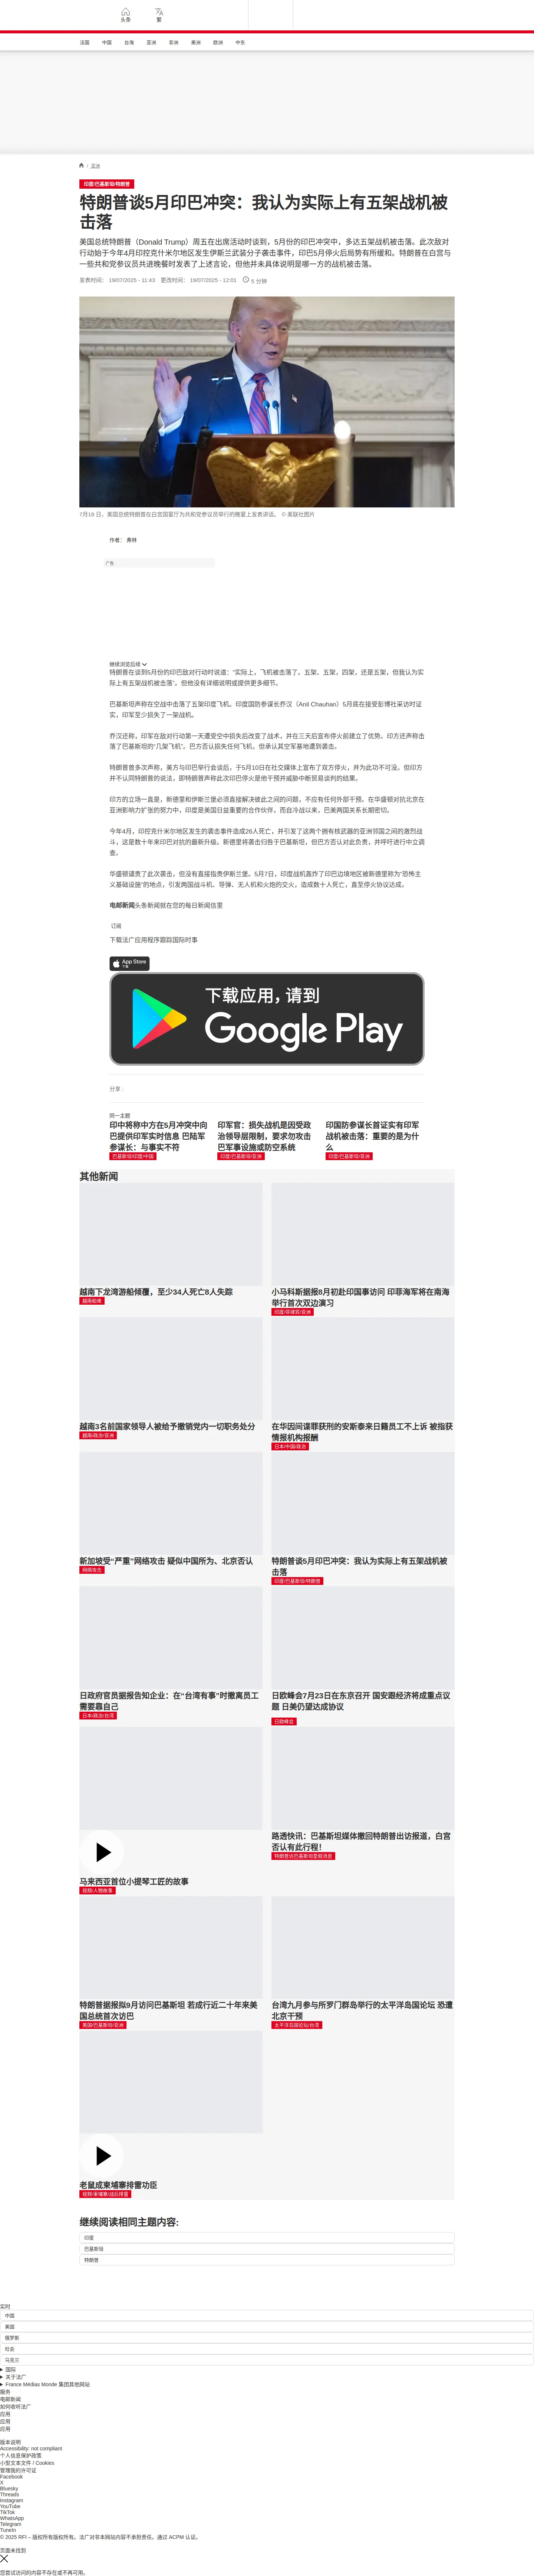 头条
繁
法国
中国
台海
亚洲
非洲
美洲
欧洲
中东
/ 亚洲
印度/巴基斯坦/特朗普
特朗普谈5月印巴冲突：我认为实际上有五架战机被
击落
美国总统特朗普（Donald Trump）周五在出席活动时谈到，5月份的印巴冲突中，多达五架战机被击落。此次敌对
行动始于今年4月印控克什米尔地区发生伊斯兰武装分子袭击事件，印巴5月停火后局势有所缓和。特朗普在白宫与
一些共和党参议员共进晚餐时发表了上述言论，但他并未具体说明是哪一方的战机被击落。
发表时间： 19/07/2025 - 11:43 更改时间： 19/07/2025 - 12:01 5 分钟
7月18 日，美国总统特朗普在白宫国宴厅为共和党参议员举行的晚宴上发表讲话。 © 美联社图片
作者： 弗林
广告
继续浏览后续
特朗普在谈到5月份的印巴敌对行动时说道：“实际上，飞机被击落了。五架、五架，四架，还是五架，但我认为实
际上有五架战机被击落”。但他没有详细说明或提供更多细节。
巴基斯坦声称在空战中击落了五架印度飞机。印度国防参谋长乔汉（Anil Chauhan）5月底在接受彭博社采访时证
实，印军至少损失了一架战机。
乔汉还称，印军在敌对行动第一天遭受空中损失后改变了战术，并在三天后宣布停火前建立了优势。印方还声称击
落了巴基斯坦的“几架飞机”。巴方否认损失任何飞机，但承认其空军基地遭到袭击。
特朗普曾多次声称，美方与印巴举行会谈后，于5月10日在社交媒体上宣布了双方停火，并为此功不可没。但印方
并不认同特朗普的说法，即特朗普声称此次印巴停火是他干预并威胁中断贸易谈判的结果。
印方的立场一直是，新德里和伊斯兰堡必须直接解决彼此之间的问题，不应有任何外部干预。在华盛顿对抗北京在
亚洲影响力扩张的努力中，印度是美国日益重要的合作伙伴，而自冷战以来，巴美两国关系长期密切。
今年4月，印控克什米尔地区发生的袭击事件造成26人死亡，并引发了这两个拥有核武器的亚洲邻国之间的激烈战
斗，这是数十年来印巴对抗的最新升级。新德里将袭击归咎于巴基斯坦，但巴方否认对此负责，并呼吁进行中立调
查。
华盛顿谴责了此次袭击，但没有直接指责伊斯兰堡。5月7日，印度战机轰炸了印巴边境地区被新德里称为“恐怖主
义基础设施”的地点，引发两国战斗机、导弹、无人机和火炮的交火，造成数十人死亡，直至停火协议达成。
电邮新闻头条新闻就在您的每日新闻信里
订阅
下载法广应用程序跟踪国际时事
App Store
下载
下载应用，请到
Google Play
分享 :
同一主题
印中将称中方在5月冲突中向
巴提供印军实时信息 巴陆军
参谋长：与事实不符
巴基斯坦/印度/中国
印军官：损失战机是因受政
治领导层限制，要求勿攻击
巴军事设施或防空系统
印度/巴基斯坦/亚洲
印国防参谋长首证实有印军
战机被击落：重要的是为什
么
印度/巴基斯坦/亚洲
其他新闻
越南下龙湾游船倾覆，至少34人死亡8人失踪
越南船难
小马科斯据报8月初赴印国事访问 印菲海军将在南海
举行首次双边演习
印度/菲律宾/亚洲
越南3名前国家领导人被给予撤销党内一切职务处分
越南/政治/亚洲
在华因间谍罪获刑的安斯泰来日籍员工不上诉 被指获
情报机构报酬
日本/中国/政治
新加坡受“严重”网络攻击 疑似中国所为、北京否认
网络攻击
特朗普谈5月印巴冲突：我认为实际上有五架战机被
击落
印度/巴基斯坦/特朗普
日政府官员据报告知企业：在“台湾有事”时撤离员工
需要靠自己
日本/政治/台湾
日欧峰会7月23日在东京召开 国安跟经济将成重点议
题 日美仍望达成协议
日欧峰会
马来西亚首位小提琴工匠的故事
视频/人物故事
路透快讯：巴基斯坦媒体撤回特朗普出访报道，白宫
否认有此行程！
特朗普访巴基斯坦是假消息
特朗普据报拟9月访问巴基斯坦 若成行近二十年来美
国总统首次访巴
美国/巴基斯坦/亚洲
台湾九月参与所罗门群岛举行的太平洋岛国论坛 恐遭
北京干预
太平洋岛国论坛/台湾
老鼠成柬埔寨排雷功臣
视频/柬埔寨/战后排雷
继续阅读相同主题内容:
印度
巴基斯坦
特朗普
实时
中国
美国
俄罗斯
社会
乌克兰
国际
关于法广
France Médias Monde 集团其他网站
服务
电邮新闻
如何收听法广
应用
应用
应用
版本说明
Accessibility: not compliant
个人信息保护政策
小型文本文件 / Cookies
管理我的许可证
Facebook
X
Bluesky
Threads
Instagram
YouTube
TikTok
WhatsApp
Telegram
TuneIn
© 2025 RFI – 版权所有版权所有。法广对非本网站内容不承担责任。通过 ACPM 认证。
页面未找到
您尝试访问的内容不存在或不再可用。